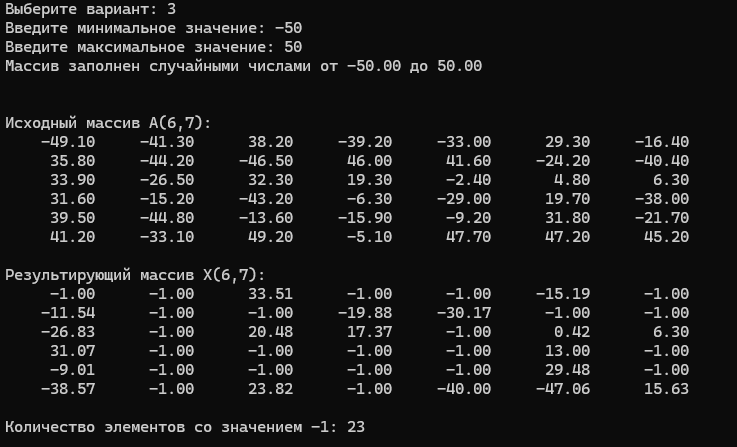 Выберите вариант: 3
Введите минимальное значение: -50
Введите максимальное значение: 50
Массив заполнен случайными числами от -50.00 до 50.00
Исходный массив A(6,7):
-49.10 -41.30 38.20 -39.20 -33.00 29.30 -16.40
35.80 -44.20 -46.50 46.00 41.60 -24.20 -40.40
33.90 -26.50 32.30 19.30 -2.40 4.80 6.30
31.60 -15.20 -43.20 -6.30 -29.00 19.70 -38.00
39.50 -44.80 -13.60 -15.90 -9.20 31.80 -21.70
41.20 -33.10 49.20 -5.10 47.70 47.20 45.20
Результирующий массив X(6,7):
-1.00 -1.00 33.51 -1.00 -1.00 -15.19 -1.00
-11.54 -1.00 -1.00 -19.88 -30.17 -1.00 -1.00
-26.83 -1.00 20.48 17.37 -1.00 0.42 6.30
31.07 -1.00 -1.00 -1.00 -1.00 13.00 -1.00
-9.01 -1.00 -1.00 -1.00 -1.00 29.48 -1.00
-38.57 -1.00 23.82 -1.00 -40.00 -47.06 15.63
Количество элементов со значением -1: 23